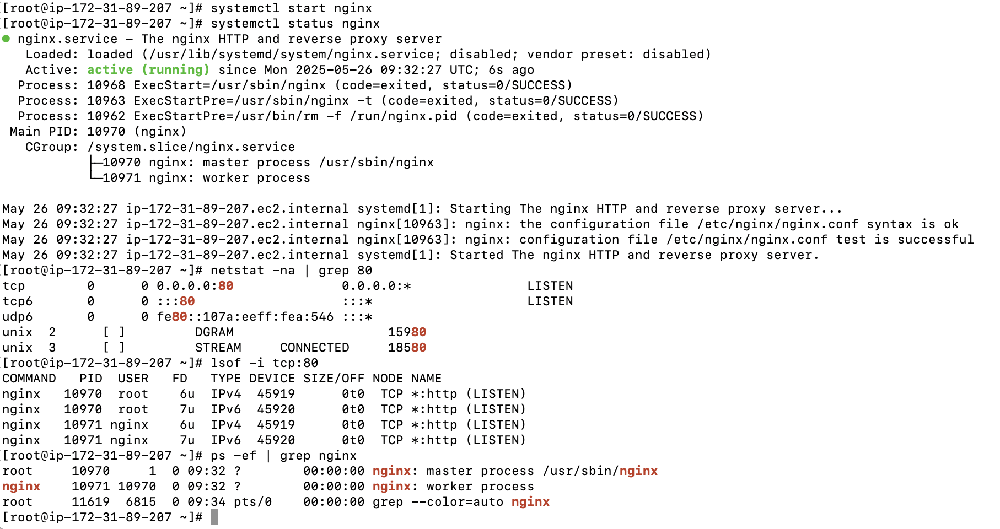 [root@ip-172-31-89-207 ~]# systemctl start nginx
[root@ip-172-31-89-207 ~]# systemctl status nginx
● nginx.service – The nginx HTTP and reverse proxy server
   Loaded: loaded (/usr/lib/systemd/system/nginx.service; disabled; vendor preset: disabled)
   Active: active (running) since Mon 2025-05-26 09:32:27 UTC; 6s ago
  Process: 10968 ExecStart=/usr/sbin/nginx (code=exited, status=0/SUCCESS)
  Process: 10963 ExecStartPre=/usr/sbin/nginx -t (code=exited, status=0/SUCCESS)
  Process: 10962 ExecStartPre=/usr/bin/rm -f /run/nginx.pid (code=exited, status=0/SUCCESS)
 Main PID: 10970 (nginx)
   CGroup: /system.slice/nginx.service
           ├─10970 nginx: master process /usr/sbin/nginx
           └─10971 nginx: worker process

May 26 09:32:27 ip-172-31-89-207.ec2.internal systemd[1]: Starting The nginx HTTP and reverse proxy server...
May 26 09:32:27 ip-172-31-89-207.ec2.internal nginx[10963]: nginx: the configuration file /etc/nginx/nginx.conf syntax is ok
May 26 09:32:27 ip-172-31-89-207.ec2.internal nginx[10963]: nginx: configuration file /etc/nginx/nginx.conf test is successful
May 26 09:32:27 ip-172-31-89-207.ec2.internal systemd[1]: Started The nginx HTTP and reverse proxy server.
[root@ip-172-31-89-207 ~]# netstat -na | grep 80
tcp        0      0 0.0.0.0:80              0.0.0.0:*               LISTEN
tcp6       0      0 :::80                   :::*                    LISTEN
udp6       0      0 fe80::107a:eeff:fea:546 :::*
unix  2      [ ]         DGRAM                    15980
unix  3      [ ]         STREAM     CONNECTED     18580
[root@ip-172-31-89-207 ~]# lsof -i tcp:80
COMMAND   PID  USER   FD   TYPE DEVICE SIZE/OFF NODE NAME
nginx   10970  root    6u  IPv4  45919      0t0  TCP *:http (LISTEN)
nginx   10970  root    7u  IPv6  45920      0t0  TCP *:http (LISTEN)
nginx   10971 nginx    6u  IPv4  45919      0t0  TCP *:http (LISTEN)
nginx   10971 nginx    7u  IPv6  45920      0t0  TCP *:http (LISTEN)
[root@ip-172-31-89-207 ~]# ps -ef | grep nginx
root     10970     1  0 09:32 ?        00:00:00 nginx: master process /usr/sbin/nginx
nginx    10971 10970  0 09:32 ?        00:00:00 nginx: worker process
root     11619  6815  0 09:34 pts/0    00:00:00 grep --color=auto nginx
[root@ip-172-31-89-207 ~]#